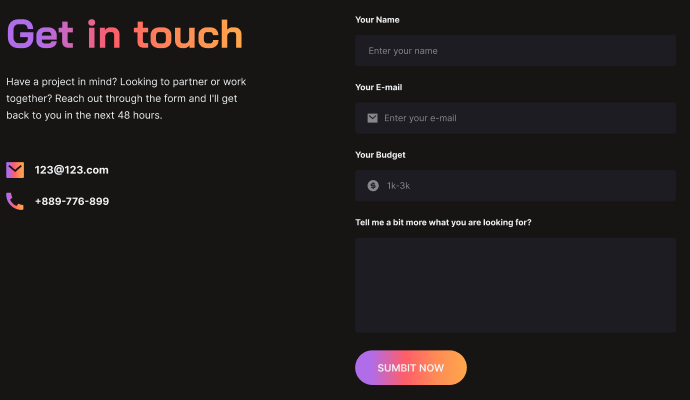 Get in touch
Have a project in mind? Looking to partner or work
together? Reach out through the form and I'll get
back to you in the next 48 hours.
123@123.com
+889-776-899
Your Name
Enter your name
Your E-mail
Enter your e-mail
Your Budget
1k-3k
Tell me a bit more what you are looking for?
SUMBIT NOW